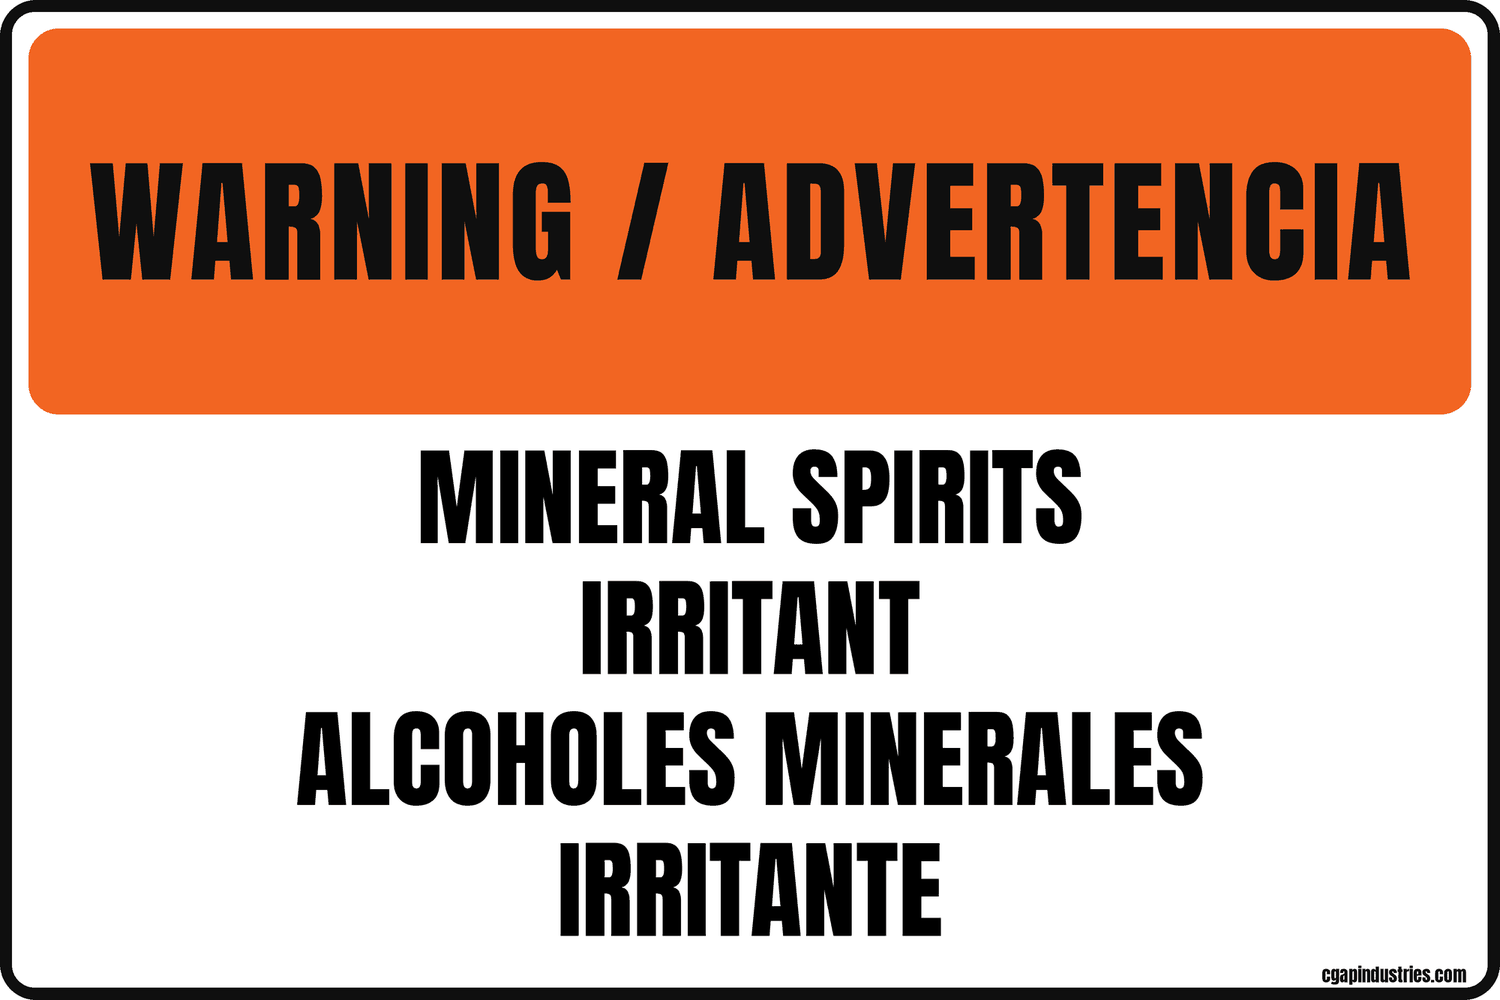 WARNING / ADVERTENCIA
MINERAL SPIRITS
IRRITANT
ALCOHOLES MINERALES
IRRITANTE
cgapindustries.com